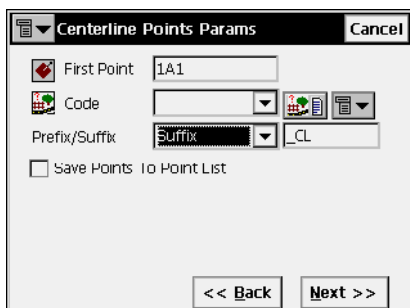 Centerline Points Params Cancel
First Point 1A1
Code
Prefix/Suffix Suffix _CL
Save Points To Point List
<< Back Next >>